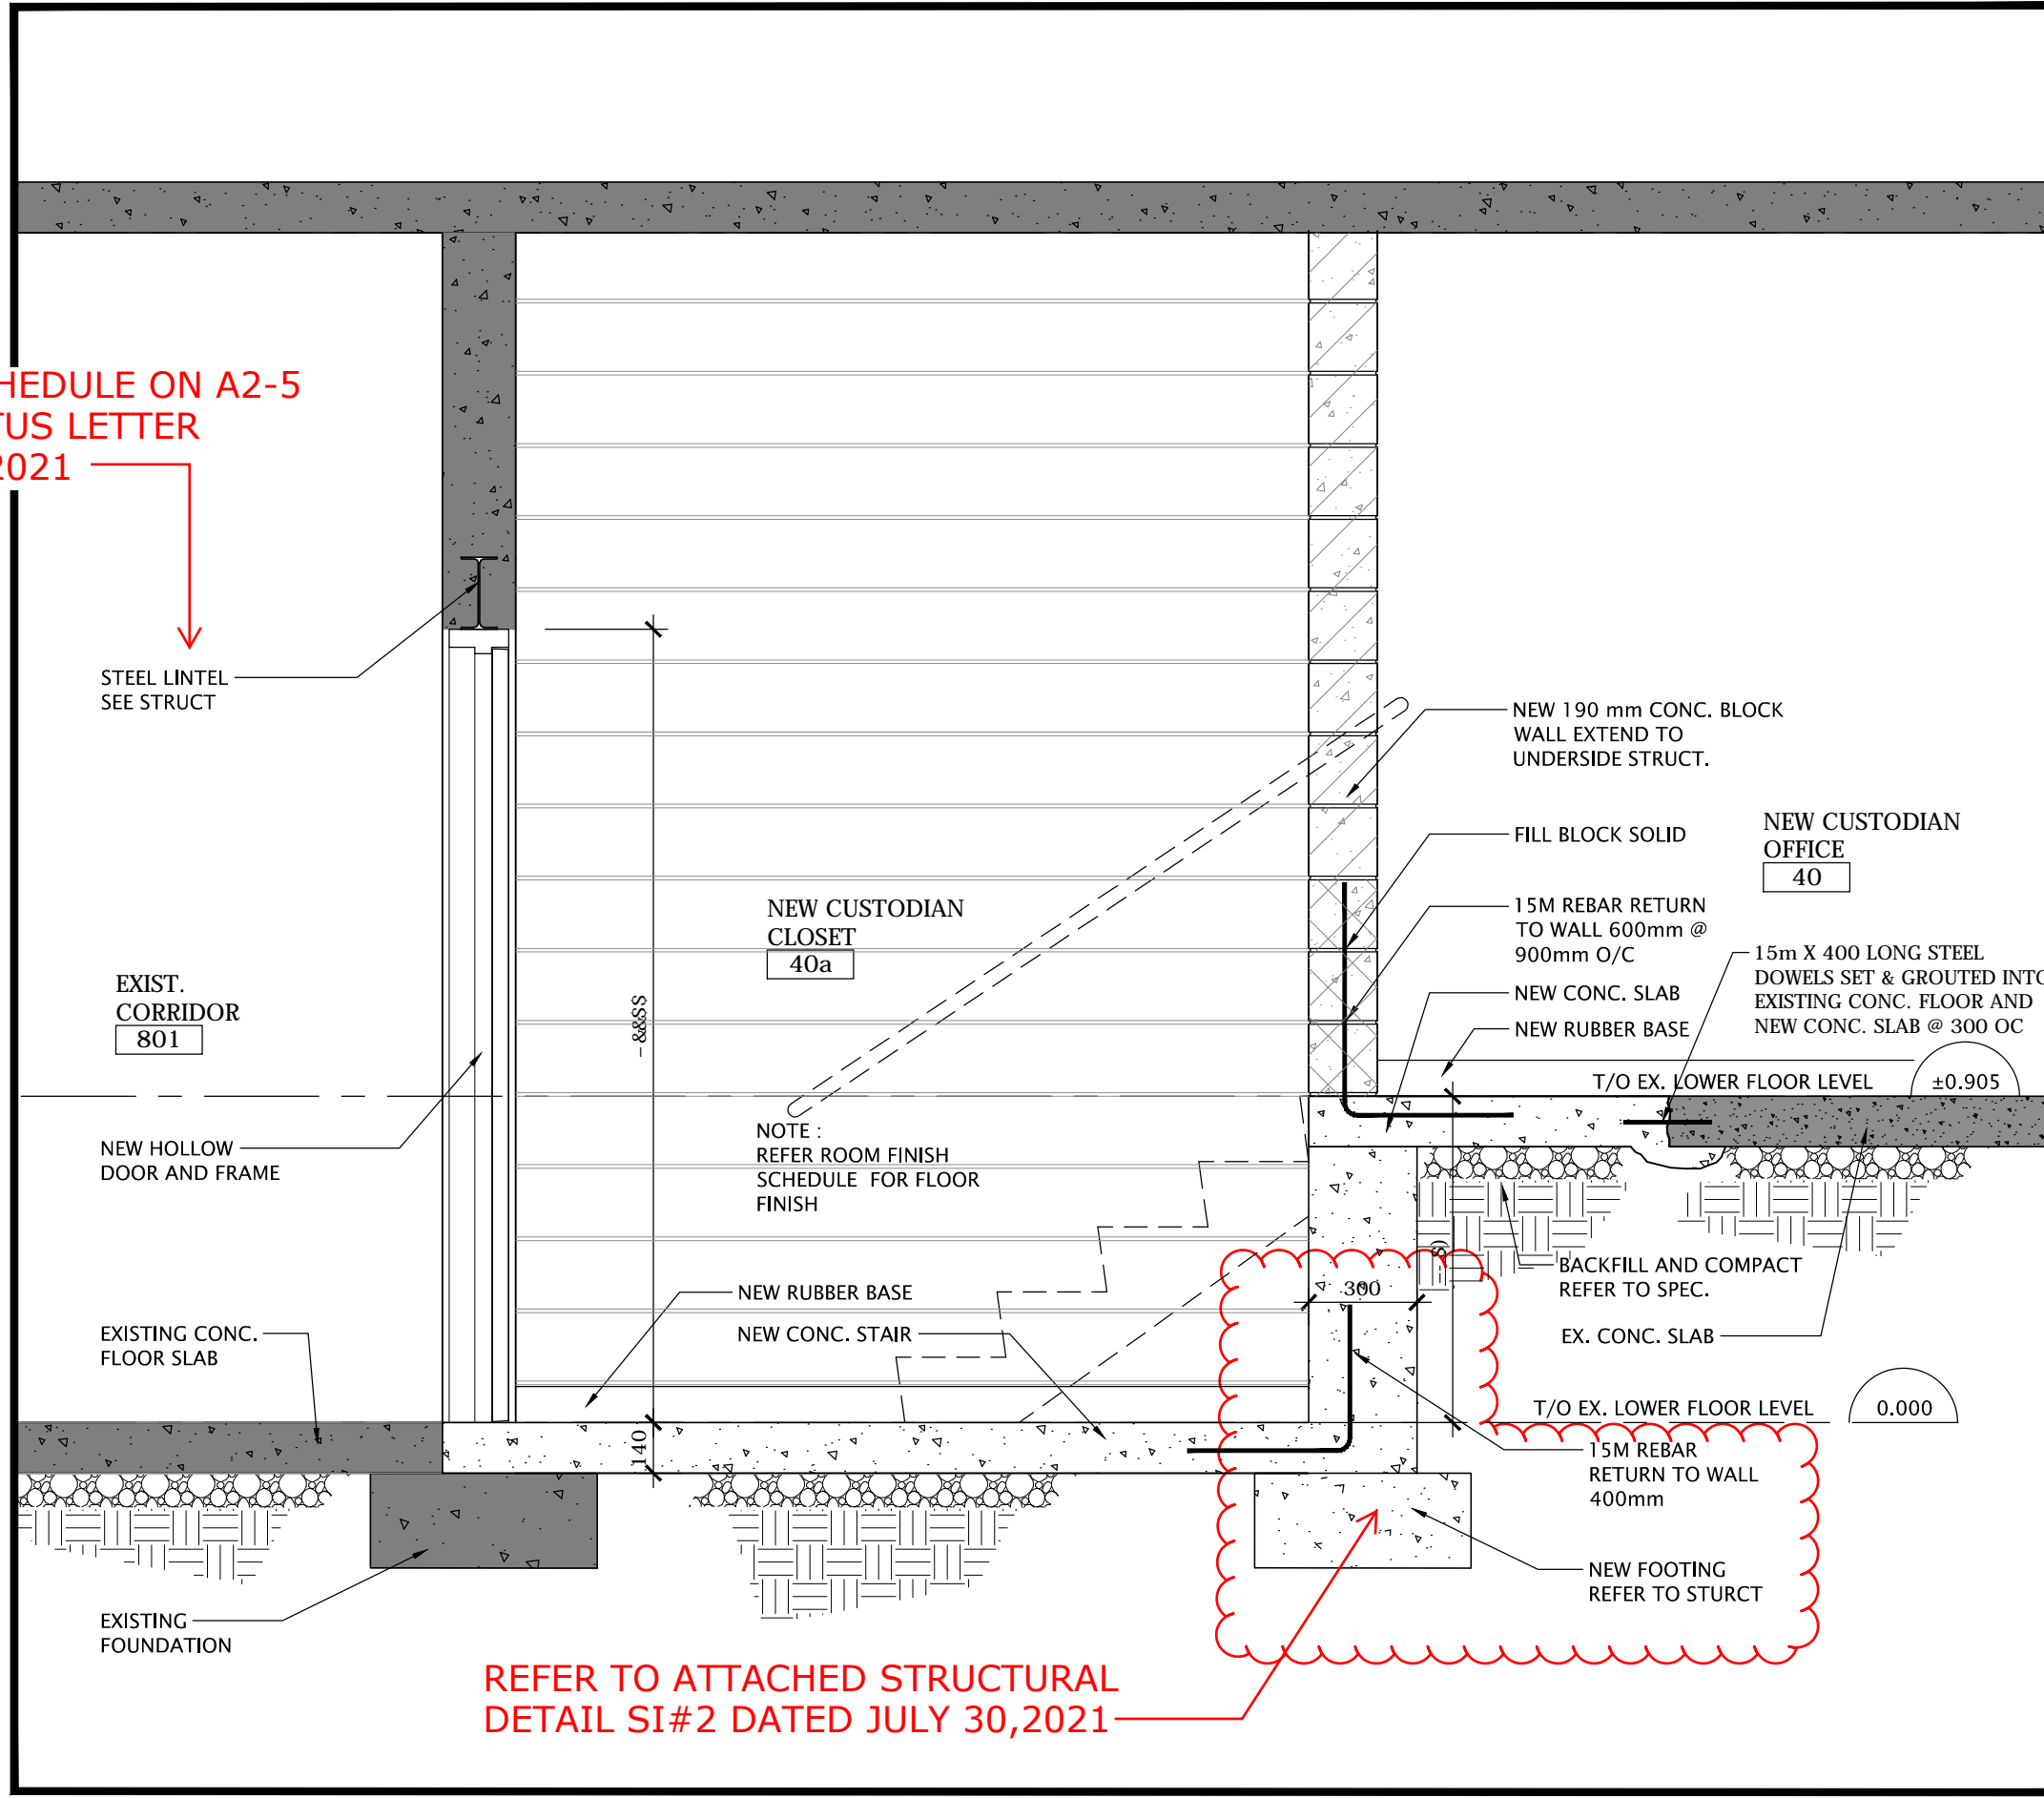 HEDULE ON A2-5
TUS LETTER
2021
STEEL LINTEL
SEE STRUCT
NEW 190 mm CONC. BLOCK
WALL EXTEND TO
UNDERSIDE STRUCT.
FILL BLOCK SOLID
NEW CUSTODIAN
OFFICE
40
15M REBAR RETURN
TO WALL 600mm @
900mm O/C
NEW CUSTODIAN
CLOSET
40a
15m X 400 LONG STEEL
DOWELS SET & GROUTED INTO
EXISTING CONC. FLOOR AND
NEW CONC. SLAB @ 300 OC
EXIST.
CORRIDOR
801
NEW CONC. SLAB
NEW RUBBER BASE
T/O EX. LOWER FLOOR LEVEL
±0.905
NEW HOLLOW
DOOR AND FRAME
NOTE :
REFER ROOM FINISH
SCHEDULE FOR FLOOR
FINISH
BACKFILL AND COMPACT
REFER TO SPEC.
300
NEW RUBBER BASE
NEW CONC. STAIR
EXISTING CONC.
FLOOR SLAB
EX. CONC. SLAB
T/O EX. LOWER FLOOR LEVEL
0.000
140
15M REBAR
RETURN TO WALL
400mm
NEW FOOTING
REFER TO STURCT
EXISTING
FOUNDATION
REFER TO ATTACHED STRUCTURAL
DETAIL SI#2 DATED JULY 30,2021